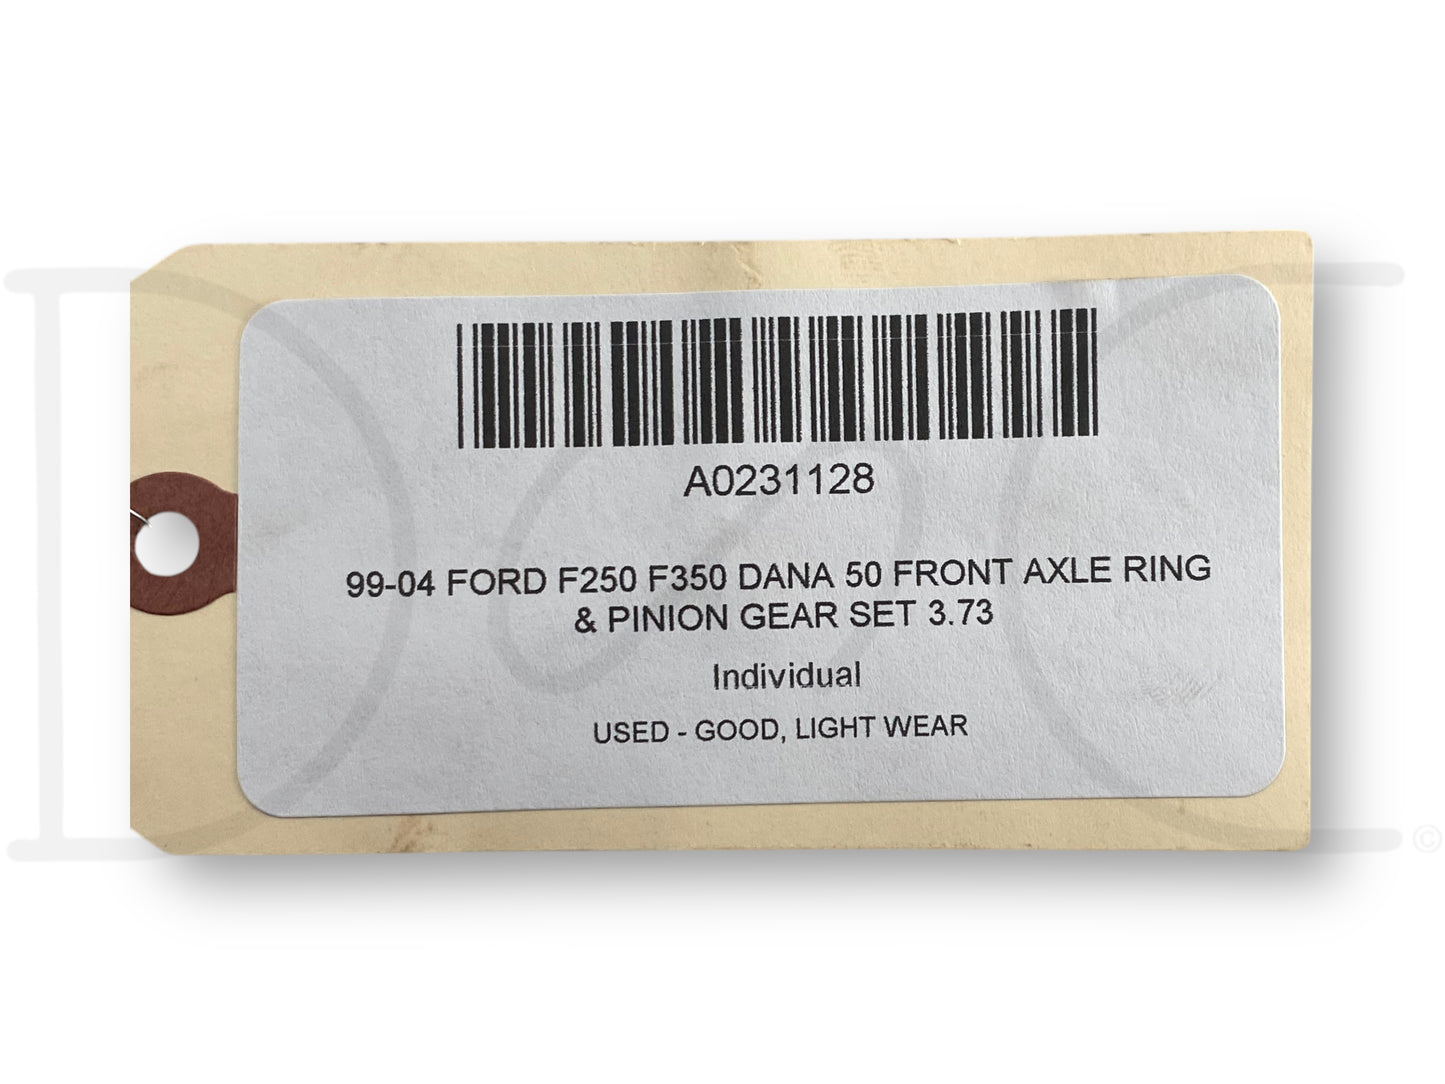 A0231128
99-04 FORD F250 F350 DANA 50 FRONT AXLE RING
& PINION GEAR SET 3.73
Individual
USED - GOOD, LIGHT WEAR
©